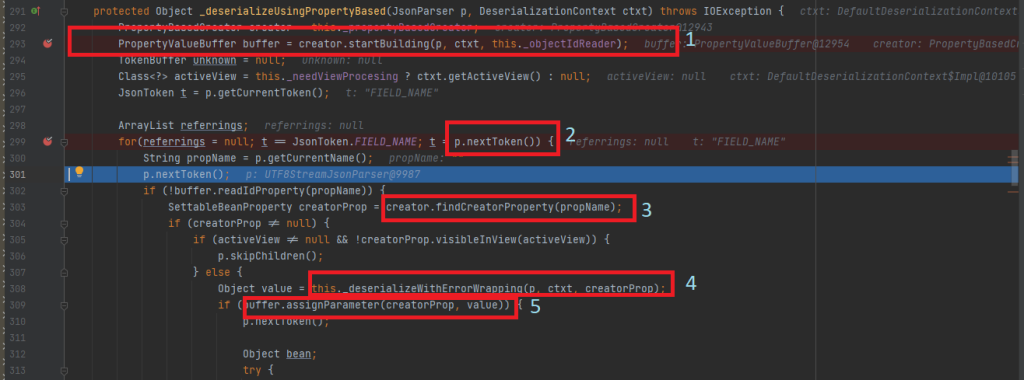 291 protected Object _deserializeUsingPropertyBased(JsonParser p, DeserializationContext ctxt) throws IOException { ctxt: DefaultDeserializationContext
292 PropertyBasedCreator creator = this._propertyBasedCreator; creator: PropertyBasedCreator@12943
293 PropertyValueBuffer buffer = creator.startBuilding(p, ctxt, this._objectIdReader); buffer: PropertyValueBuffer@12954 creator: PropertyBasedC 1
294 TokenBuffer unknown = null; unknown: null
295 Class<?> activeView = this._needViewProcesing ? ctxt.getActiveView() : null; activeView: null ctxt: DefaultDeserializationContext$Impl@10105
296 JsonToken t = p.getCurrentToken(); t: "FIELD_NAME"
297
298 ArrayList referrings; referrings: null
299 for(referrings = null; t == JsonToken.FIELD_NAME; t = p.nextToken()) { referrings: null t: "FIELD_NAME" 2
300 String propName = p.getCurrentName(); propName: ""
301 p.nextToken(); p: UTF8StreamJsonParser@9987
302 if (!buffer.readIdProperty(propName)) {
303 SettableBeanProperty creatorProp = creator.findCreatorProperty(propName); 3
304 if (creatorProp ≠ null) {
305 if (activeView ≠ null && !creatorProp.visibleInView(activeView)) {
306 p.skipChildren();
307 } else {
308 Object value = this._deserializeWithErrorWrapping(p, ctxt, creatorProp); 4
309 if (buffer.assignParameter(creatorProp, value)) { 5
310 p.nextToken();
311
312 Object bean;
313 try {